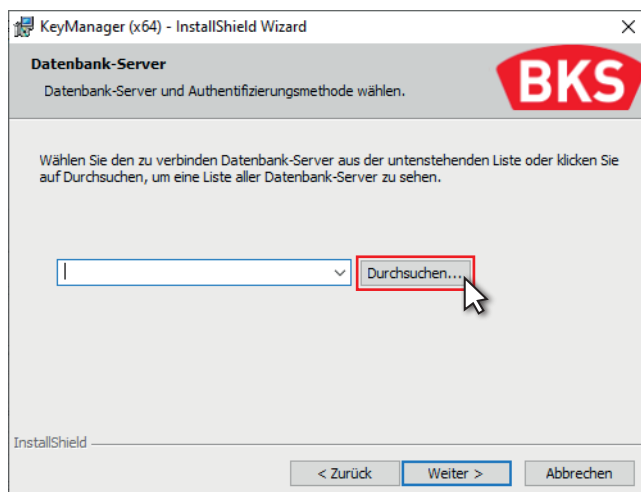 KeyManager (x64) - InstallShield Wizard
Datenbank-Server
Datenbank-Server und Authentifizierungsmethode wählen.
BKS
Wählen Sie den zu verbinden Datenbank-Server aus der untenstehenden Liste oder klicken Sie
auf Durchsuchen, um eine Liste aller Datenbank-Server zu sehen.
Durchsuchen...
InstallShield
< Zurück Weiter > Abbrechen